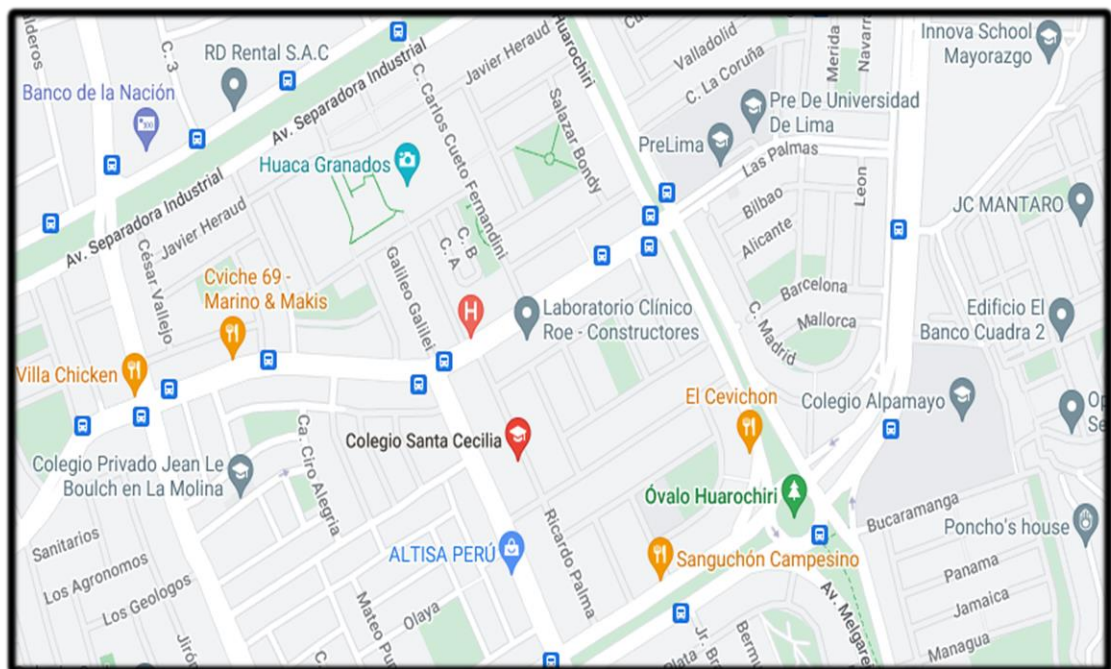 C. 3
RD Rental S.A.C
Banco de la Nación
Av. Separadora Industrial
Av. Separadora Industrial
Javier Heraud
Javier Heraud
C. Carlos Cueto Fernandini
Huarochiri
Valladolid
C. La Coruña
Merida
Innova School
Mayorazgo
Pre De Universidad
De Lima
PreLima
Las Palmas
Salazar Bondy
Huaca Granados
C. B
C. A
Galileo Galilei
César Vallejo
Bilbao
Alicante
Leon
JC MANTARO
Cviche 69 -
Marino & Makis
H
Laboratorio Clínico
Roe - Constructores
Barcelona
Mallorca
C. Madrid
Edificio El
Banco Cuadra 2
Villa Chicken
El Cevichon
Colegio Alpamayo
Colegio Santa Cecilia
Ca. Ciro Alegria
Colegio Privado Jean Le
Boulch en La Molina
Óvalo Huarochiri
Bucaramanga
Poncho's house
Sanitarios
Los Agronomos
Los Geologos
ALTISA PERÚ
Ricardo Palma
Sanguchón Campesino
Panama
Jamaica
Managua
Olaya
Av. Melgarejo